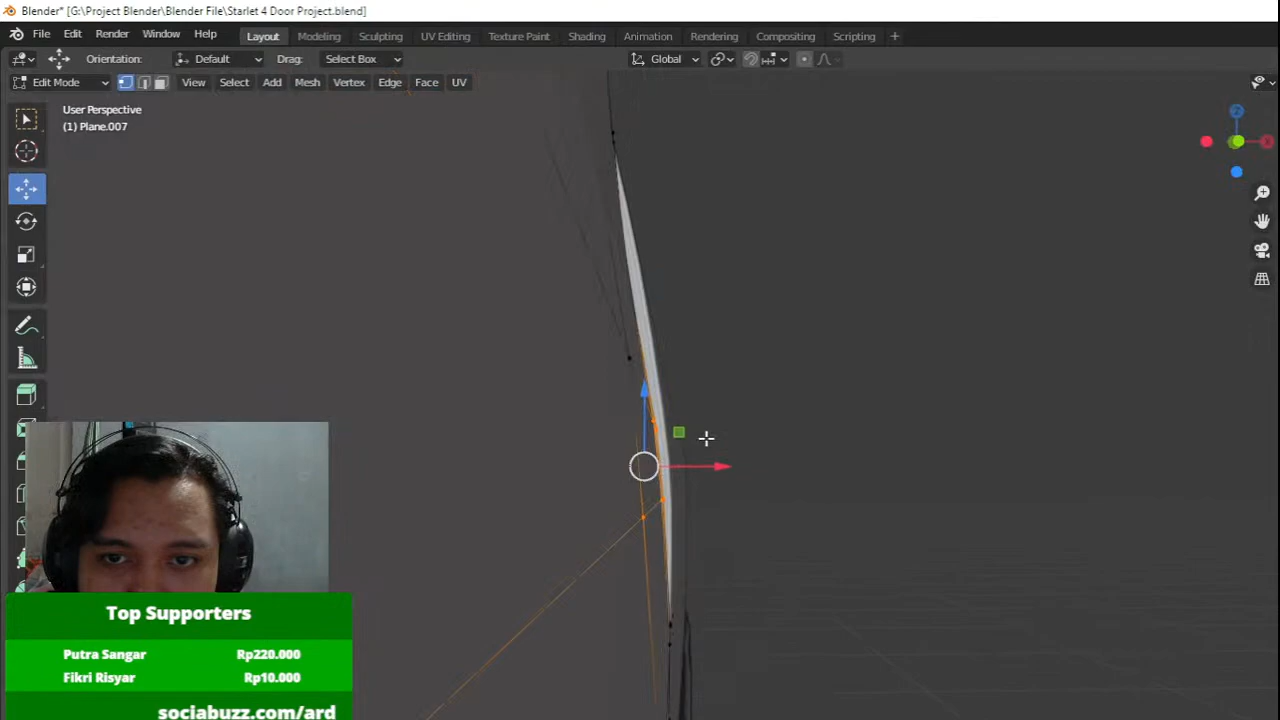 Blender* [G:\Project Blender\Blender File\Starlet 4 Door Project.blend]
File Edit Render Window Help Layout Modeling Sculpting UV Editing Texture Paint Shading Animation Rendering Compositing Scripting +
Orientation: Default Drag: Select Box Global
Edit Mode View Select Add Mesh Vertex Edge Face UV
User Perspective
(1) Plane.007
Z
X
Top Supporters
Putra Sangar Rp220.000
Fikri Risyar Rp10.000
sociabuzz.com/ard